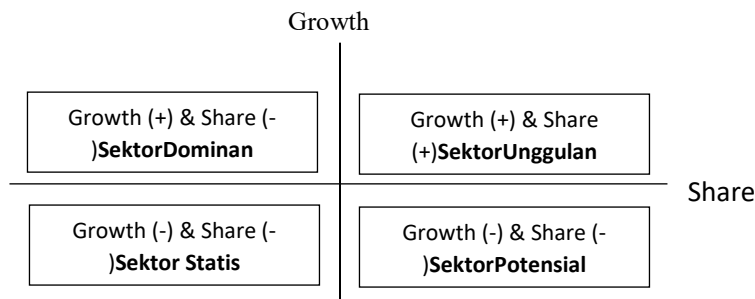 Growth
Growth (+) & Share (-
)SektorDominan
Growth (+) & Share
(+)SektorUnggulan
Share
Growth (-) & Share (-
)Sektor Statis
Growth (-) & Share (-
)SektorPotensial